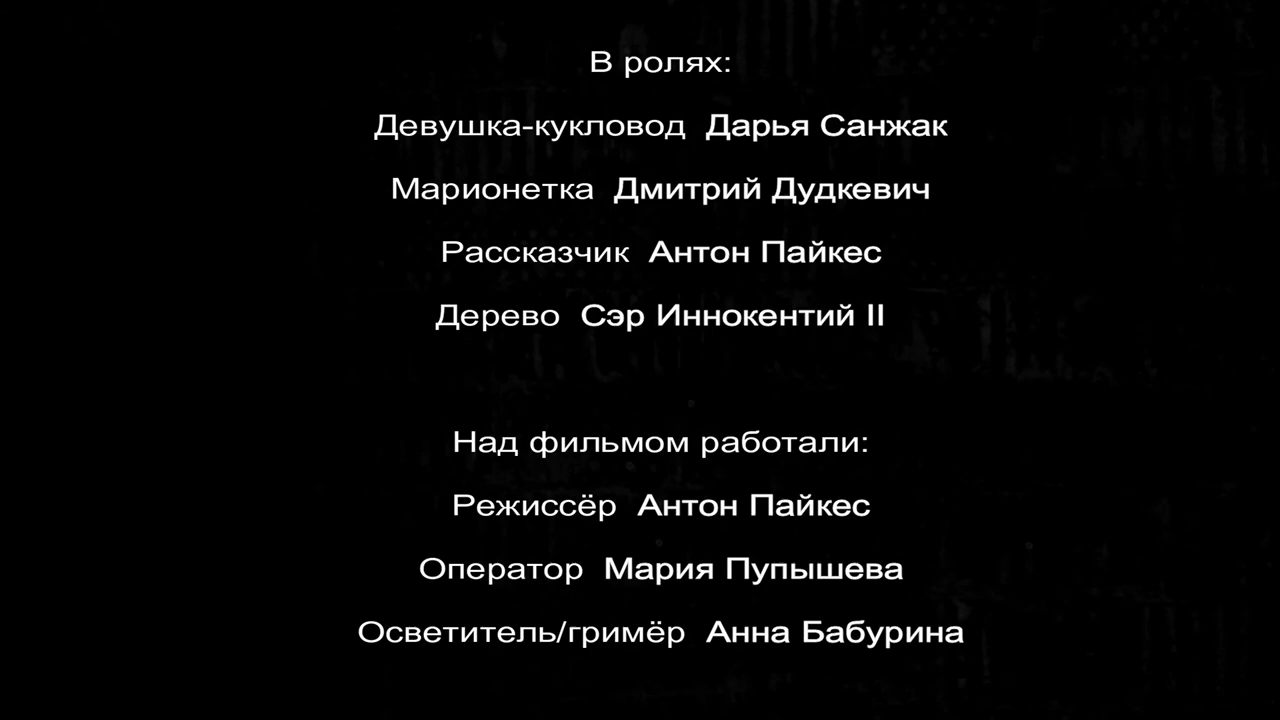 В ролях:
Девушка-кукловод Дарья Санжак
Марионетка Дмитрий Дудкевич
Рассказчик Антон Пайкес
Дерево Сэр Иннокентий II
Над фильмом работали:
Режиссёр Антон Пайкес
Оператор Мария Пупышева
Осветитель/гримёр Анна Бабурина